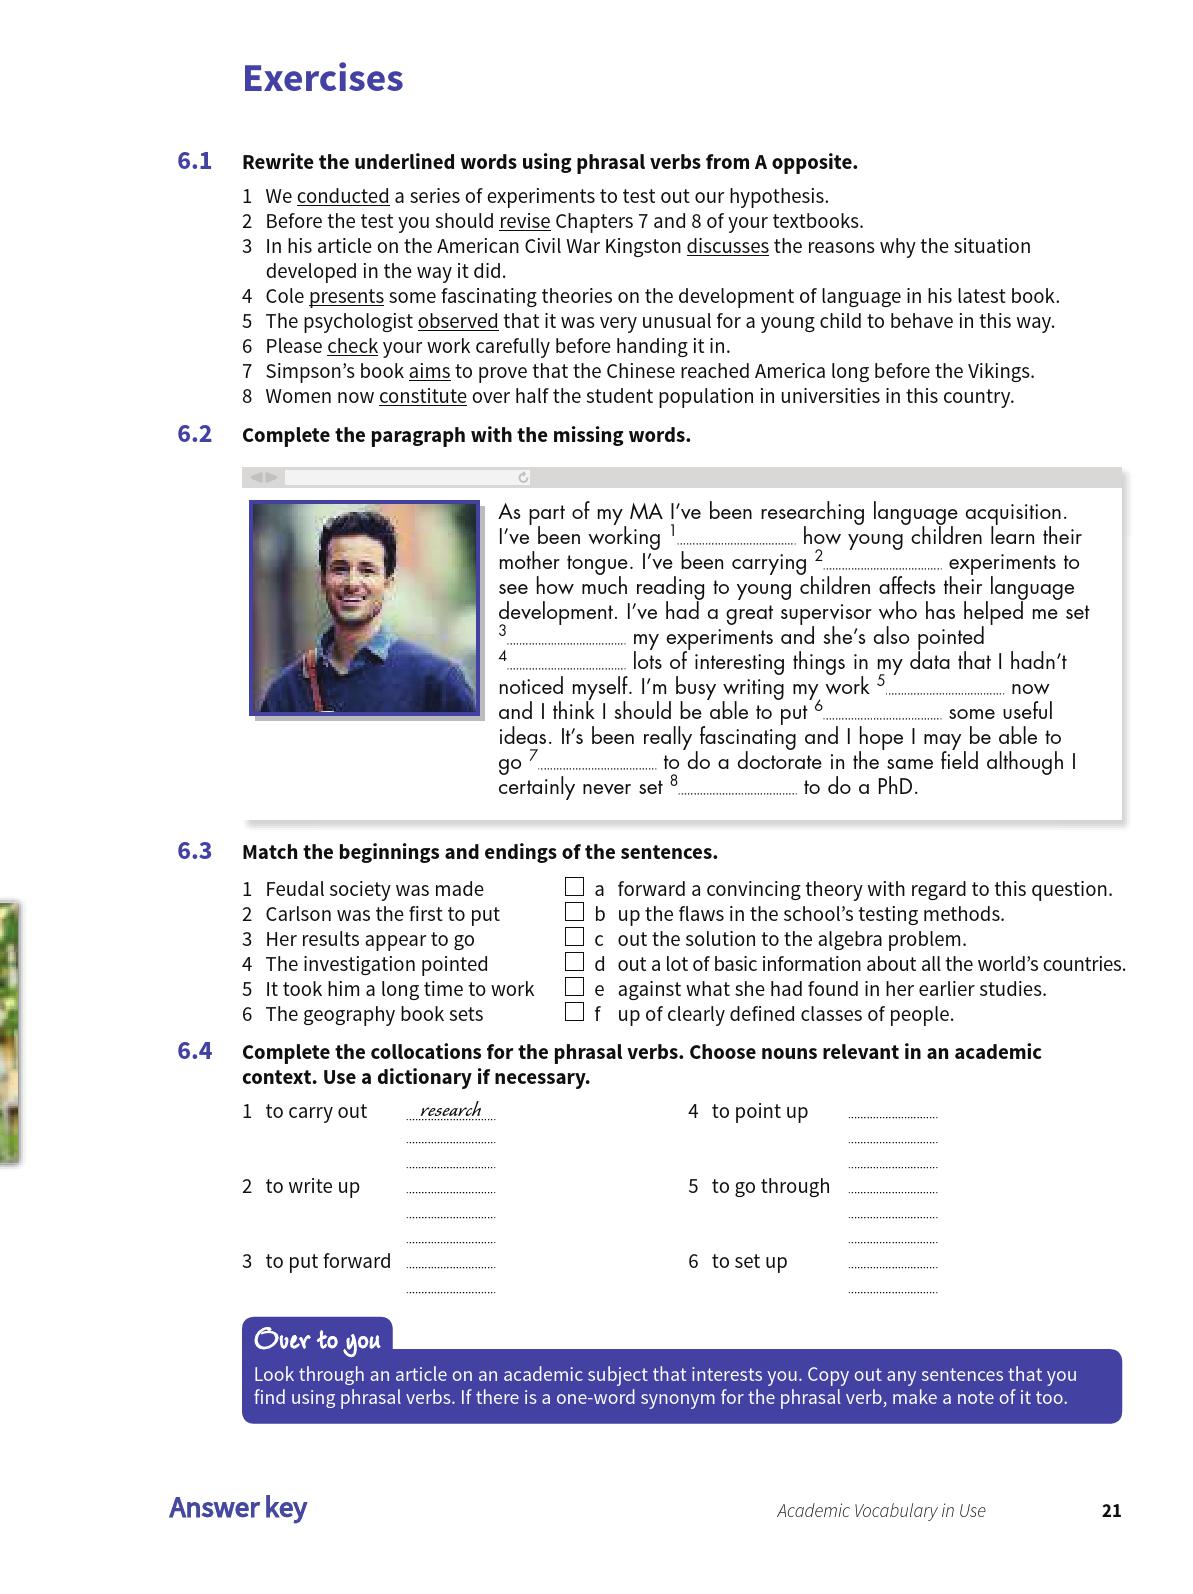 Exercises
6.1 Rewrite the underlined words using phrasal verbs from A opposite.
1 We conducted a series of experiments to test out our hypothesis.
2 Before the test you should revise Chapters 7 and 8 of your textbooks.
3 In his article on the American Civil War Kingston discusses the reasons why the situation
developed in the way it did.
4 Cole presents some fascinating theories on the development of language in his latest book.
5 The psychologist observed that it was very unusual for a young child to behave in this way.
6 Please check your work carefully before handing it in.
7 Simpson’s book aims to prove that the Chinese reached America long before the Vikings.
8 Women now constitute over half the student population in universities in this country.
6.2 Complete the paragraph with the missing words.
As part of my MA I’ve been researching language acquisition.
I’ve been working 1 .............................. how young children learn their
mother tongue. I’ve been carrying 2 .............................. experiments to
see how much reading to young children affects their language
development. I’ve had a great supervisor who has helped me set
3 .............................. my experiments and she’s also pointed
4 .............................. lots of interesting things in my data that I hadn’t
noticed myself. I’m busy writing my work 5 .............................. now
and I think I should be able to put 6 .............................. some useful
ideas. It’s been really fascinating and I hope I may be able to
go 7 .............................. to do a doctorate in the same field although I
certainly never set 8 .............................. to do a PhD.
6.3 Match the beginnings and endings of the sentences.
1 Feudal society was made a forward a convincing theory with regard to this question.
2 Carlson was the first to put b up the flaws in the school’s testing methods.
3 Her results appear to go c out the solution to the algebra problem.
4 The investigation pointed d out a lot of basic information about all the world’s countries.
5 It took him a long time to work e against what she had found in her earlier studies.
6 The geography book sets f up of clearly defined classes of people.
6.4 Complete the collocations for the phrasal verbs. Choose nouns relevant in an academic
context. Use a dictionary if necessary.
1 to carry out research 4 to point up
2 to write up 5 to go through
3 to put forward 6 to set up
Over to you
Look through an article on an academic subject that interests you. Copy out any sentences that you
find using phrasal verbs. If there is a one-word synonym for the phrasal verb, make a note of it too.
Answer key Academic Vocabulary in Use 21